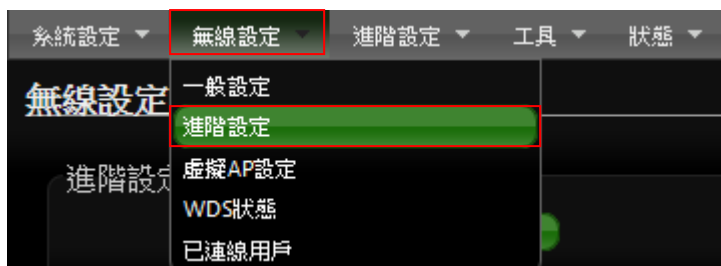 系統設定 無線設定 進階設定 工具 狀態
無線設定
一般設定
進階設定
進階設定
虛擬AP設定
WDS狀態
已連線用戶